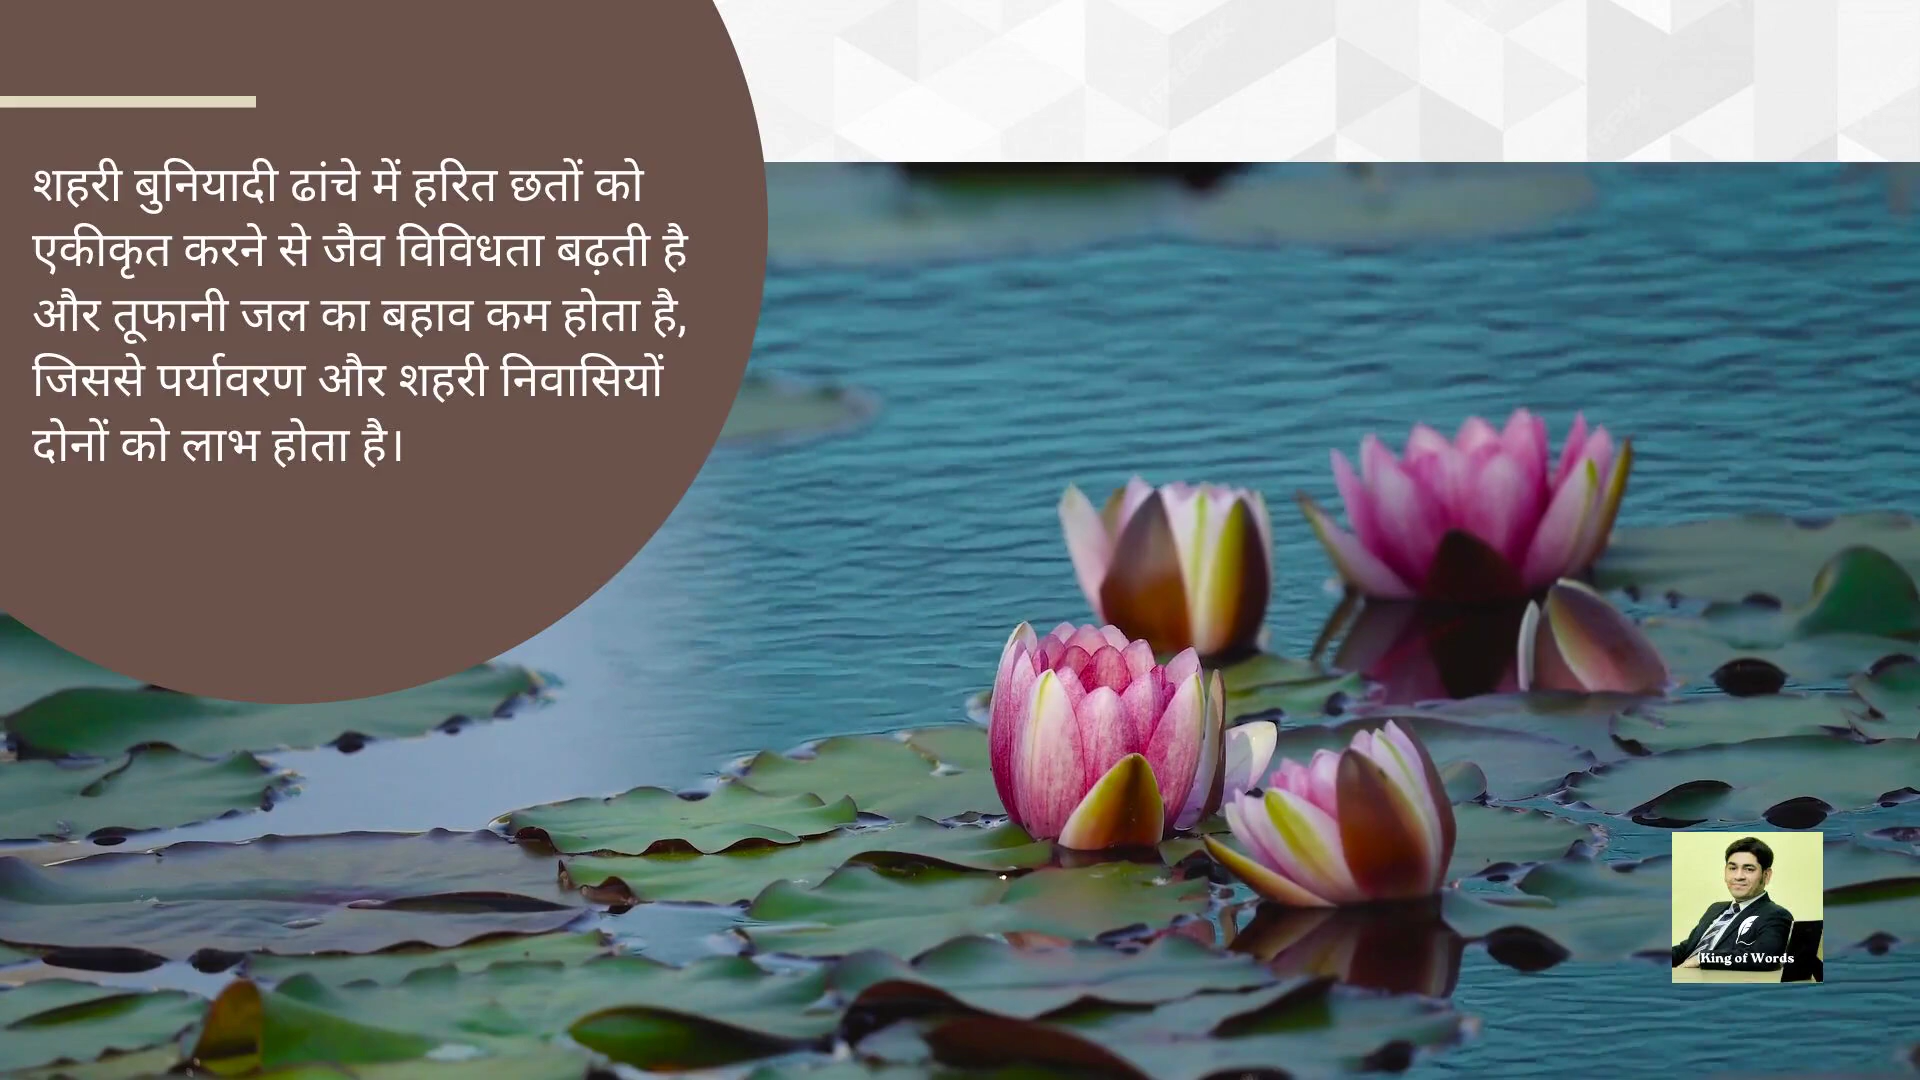 शहरी बुनियादी ढांचे में हरित छतों को
एकीकृत करने से जैव विविधता बढ़ती है
और तूफानी जल का बहाव कम होता है,
जिससे पर्यावरण और शहरी निवासियों
दोनों को लाभ होता है।
King of Words